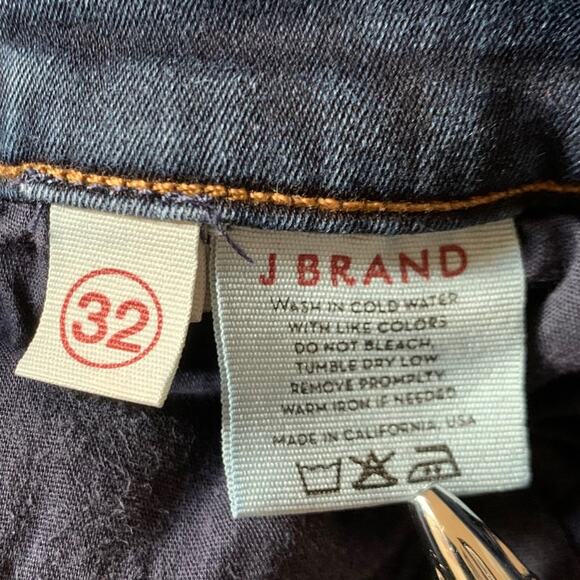 32
J BRAND
WASH IN COLD WATER
WITH LIKE COLORS
DO NOT BLEACH,
TUMBLE DRY LOW
REMOVE PROMPLTY
WARM IRON IF NEEDED.
MADE IN CALIFORNIA, USA